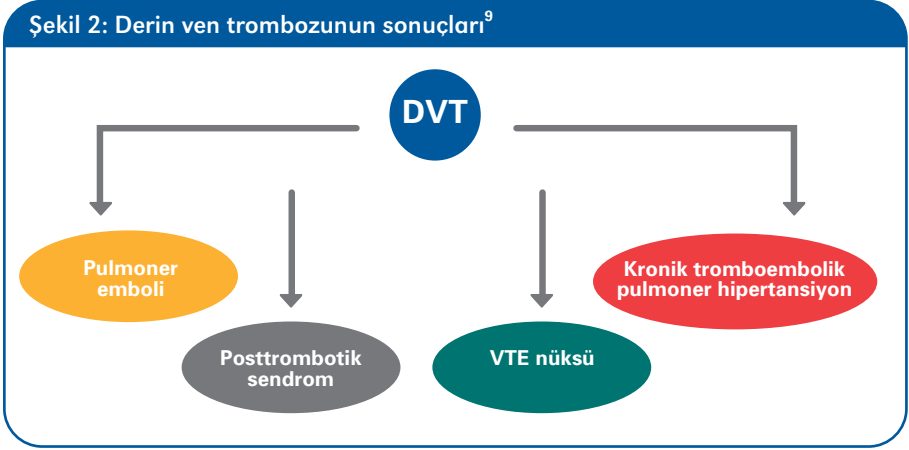 Şekil 2: Derin ven trombozunun sonuçları⁹
DVT
Pulmoner
emboli
Posttrombotik
sendrom
VTE nüksü
Kronik tromboembolik
pulmoner hipertansiyon